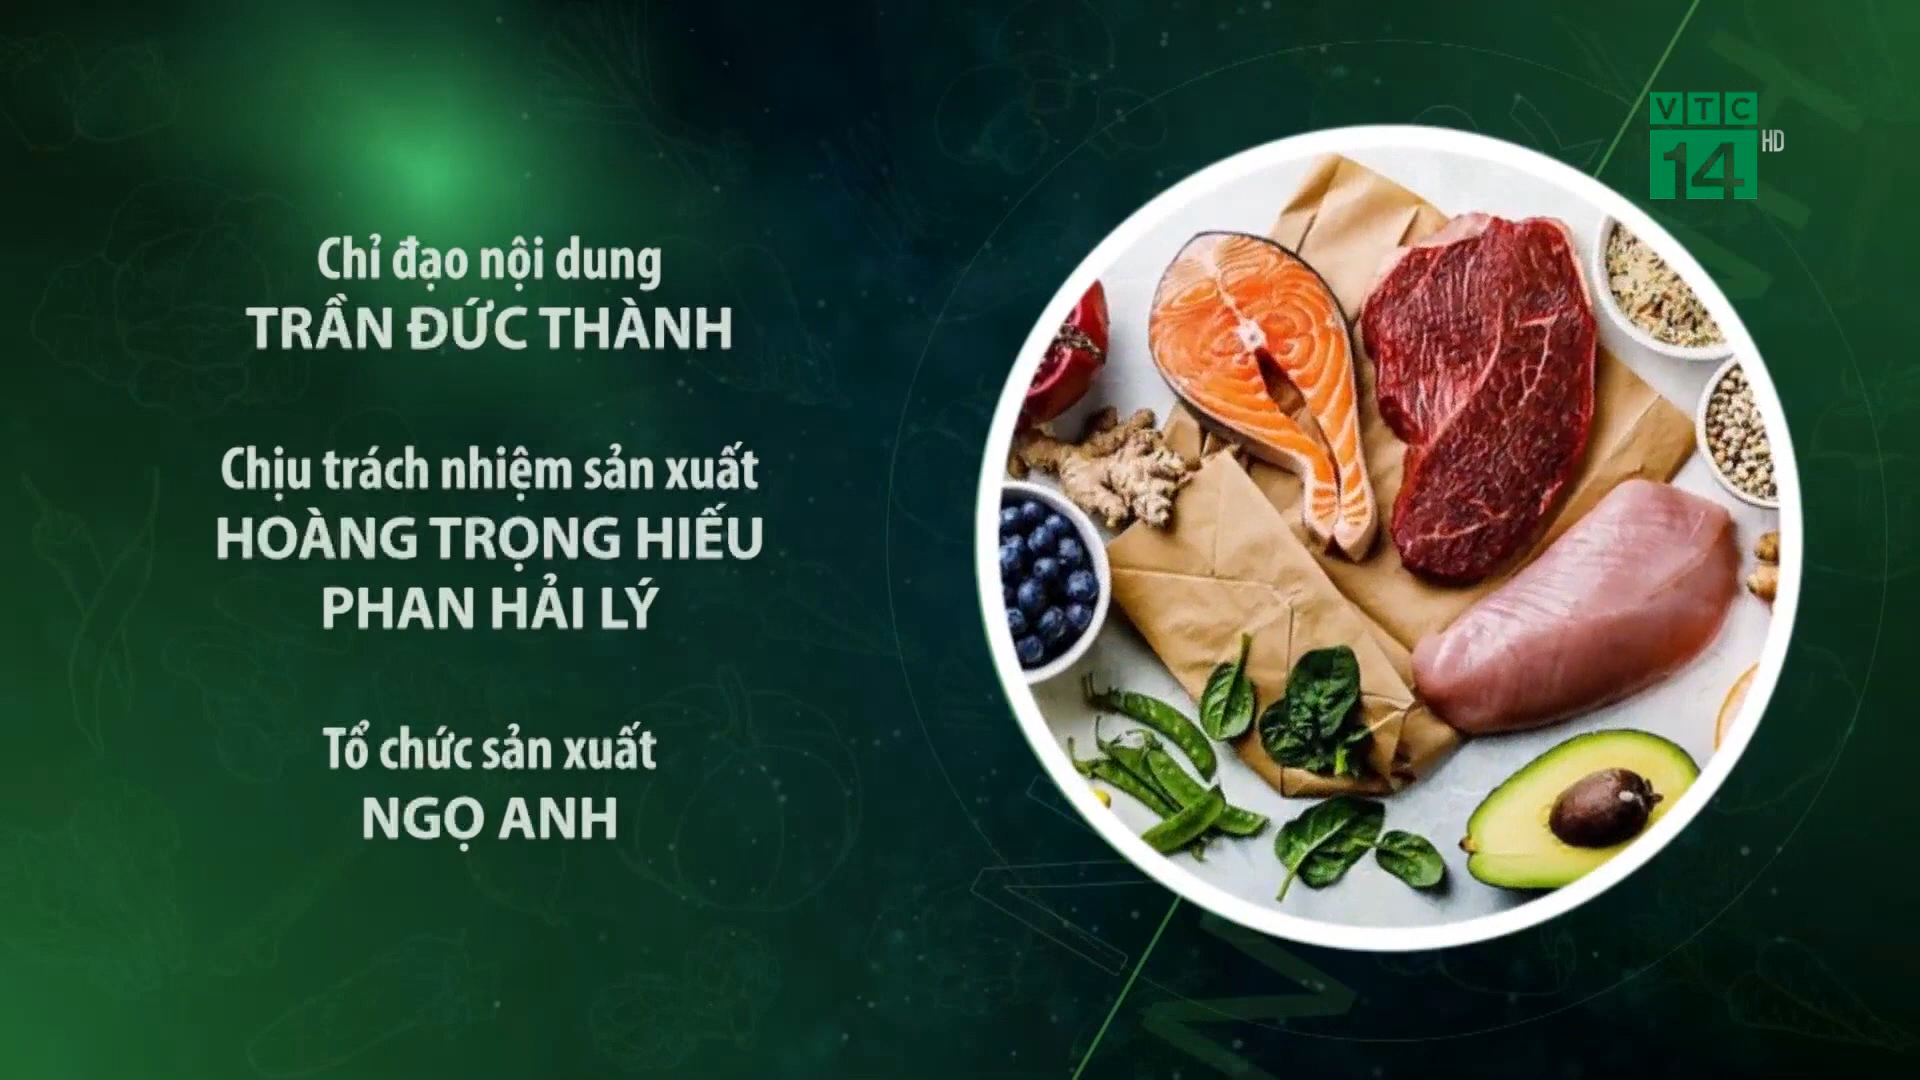 Chỉ đạo nội dung
TRẦN ĐỨC THÀNH
Chịu trách nhiệm sản xuất
HOÀNG TRỌNG HIẾU
PHAN HẢI LÝ
Tổ chức sản xuất
NGỌ ANH
VTC
14 HD